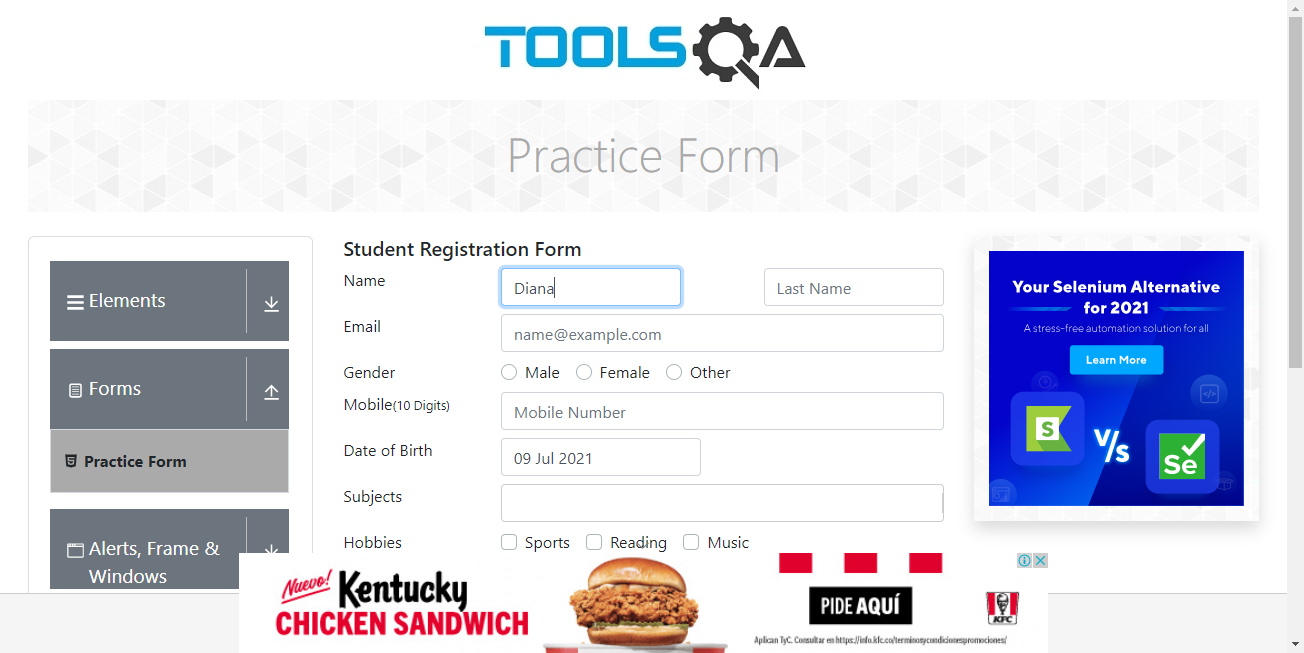 TOOLSQA
Practice Form
Elements
Forms
Practice Form
Alerts, Frame &
Windows
Student Registration Form
Name
Diana
Last Name
Email
name@example.com
Gender
Male
Female
Other
Mobile(10 Digits)
Mobile Number
Date of Birth
09 Jul 2021
Subjects
Hobbies
Sports
Reading
Music
Your Selenium Alternative
for 2021
A stress-free automation solution for all
Learn More
S
V/s
Se
Nuevo!
Kentucky
CHICKEN SANDWICH
PIDE AQUÍ
Aplican TyC. Consultar en https://info.kfc.co/terminosycondicionespromociones/
KFC